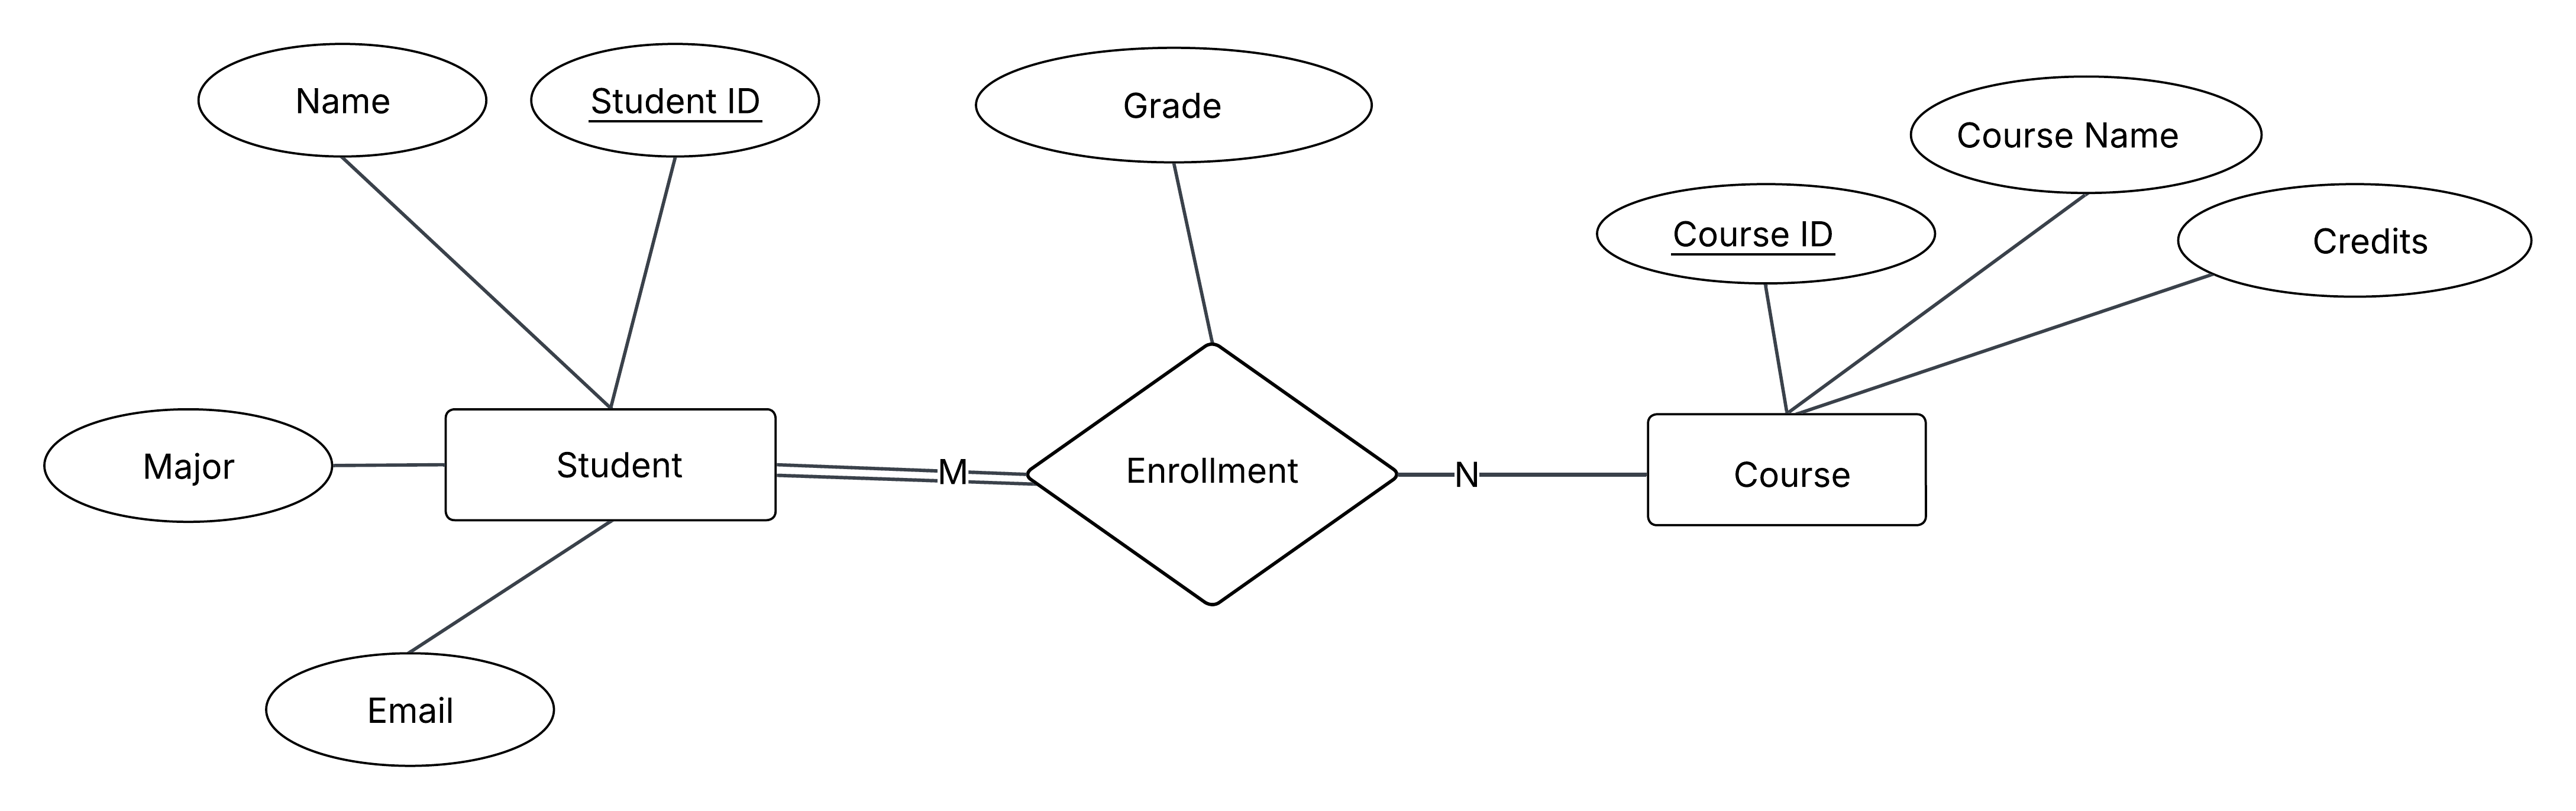 Name
Student ID
Grade
Course Name
Course ID
Credits
Major
Student
M
Enrollment
N
Course
Email